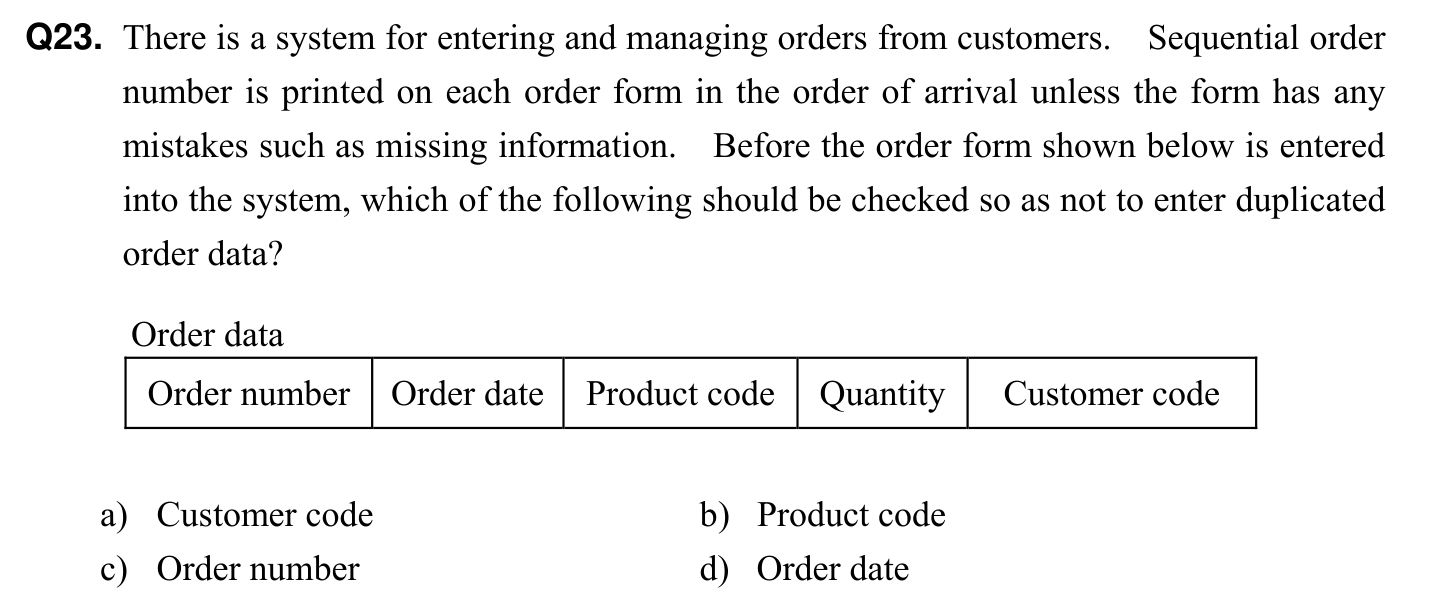 Q23. There is a system for entering and managing orders from customers. Sequential order
number is printed on each order form in the order of arrival unless the form has any
mistakes such as missing information. Before the order form shown below is entered
into the system, which of the following should be checked so as not to enter duplicated
order data?
Order data
Order number Order date Product code Quantity Customer code
a) Customer code b) Product code
c) Order number d) Order date